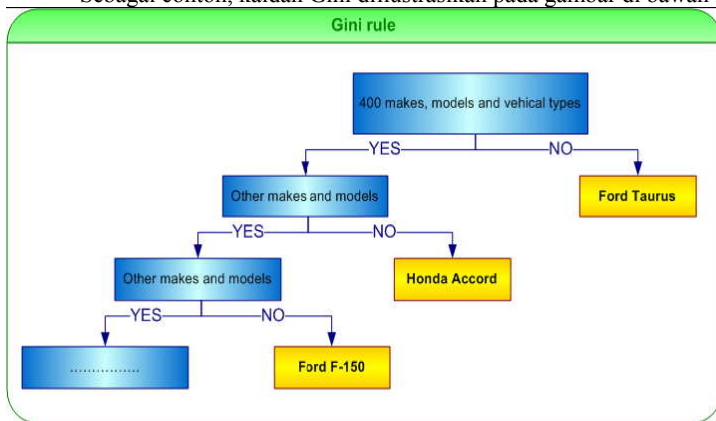 Sebagai contoh, kaidah Gini diilustrasikan pada gambar di bawah
Gini rule
400 makes, models and vehical types
YES
NO
Other makes and models
Ford Taurus
YES
NO
Other makes and models
Honda Accord
YES
NO
................
Ford F-150